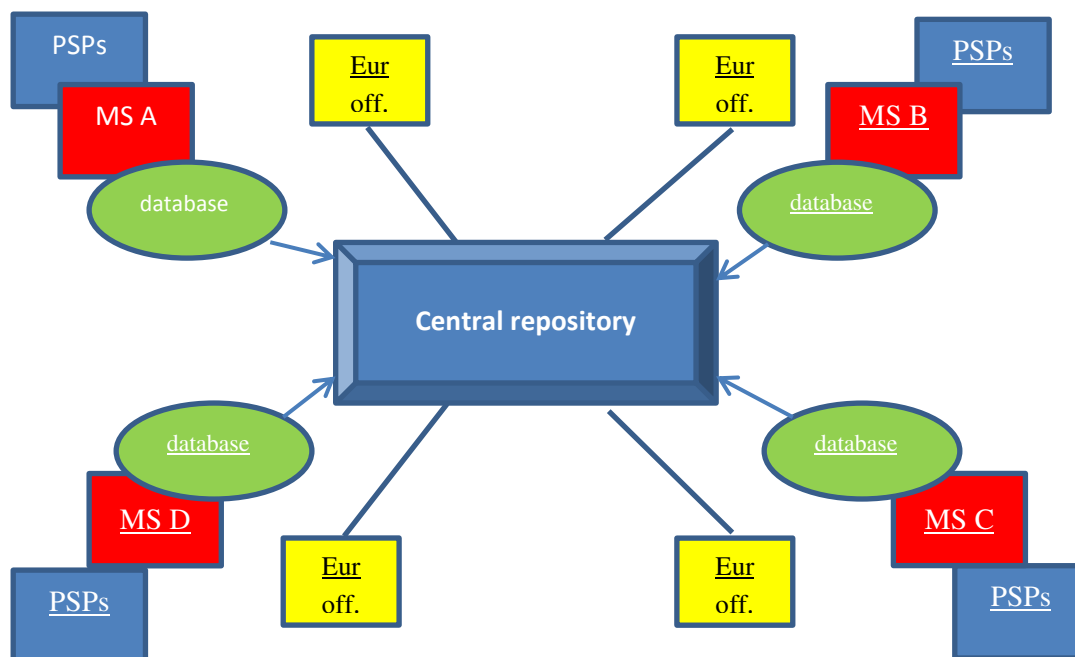 PSPs
MS A
database
Eur
off.
Eur
off.
PSPs
MS B
database
Central repository
database
MS D
PSPs
Eur
off.
Eur
off.
database
MS C
PSPs